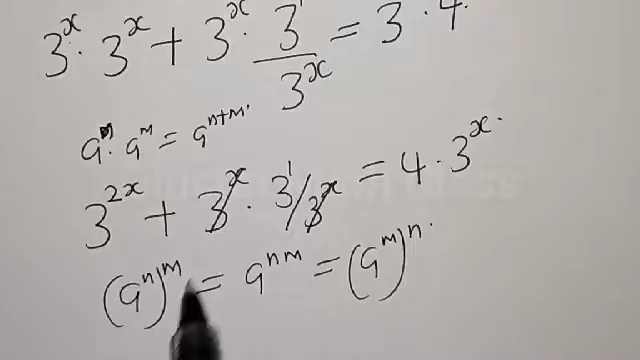 3^x · 3^x + 3^x · 3^1/3^x = 3 · 4
a^n · a^m = a^{n+m}.
3^{2x} + 3^x · 3^1/3^x = 4 · 3^x.
(a^n)^m = a^{nm} = (a^m)^n.